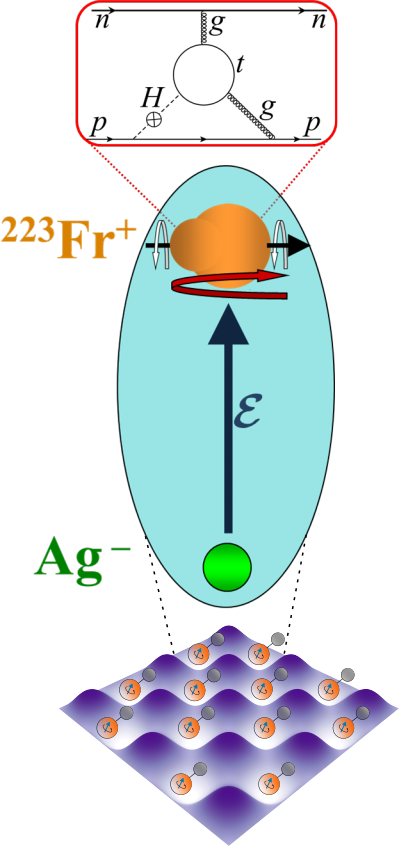 n g n
t
H g
p p
²²³Fr⁺
ℰ
Ag⁻